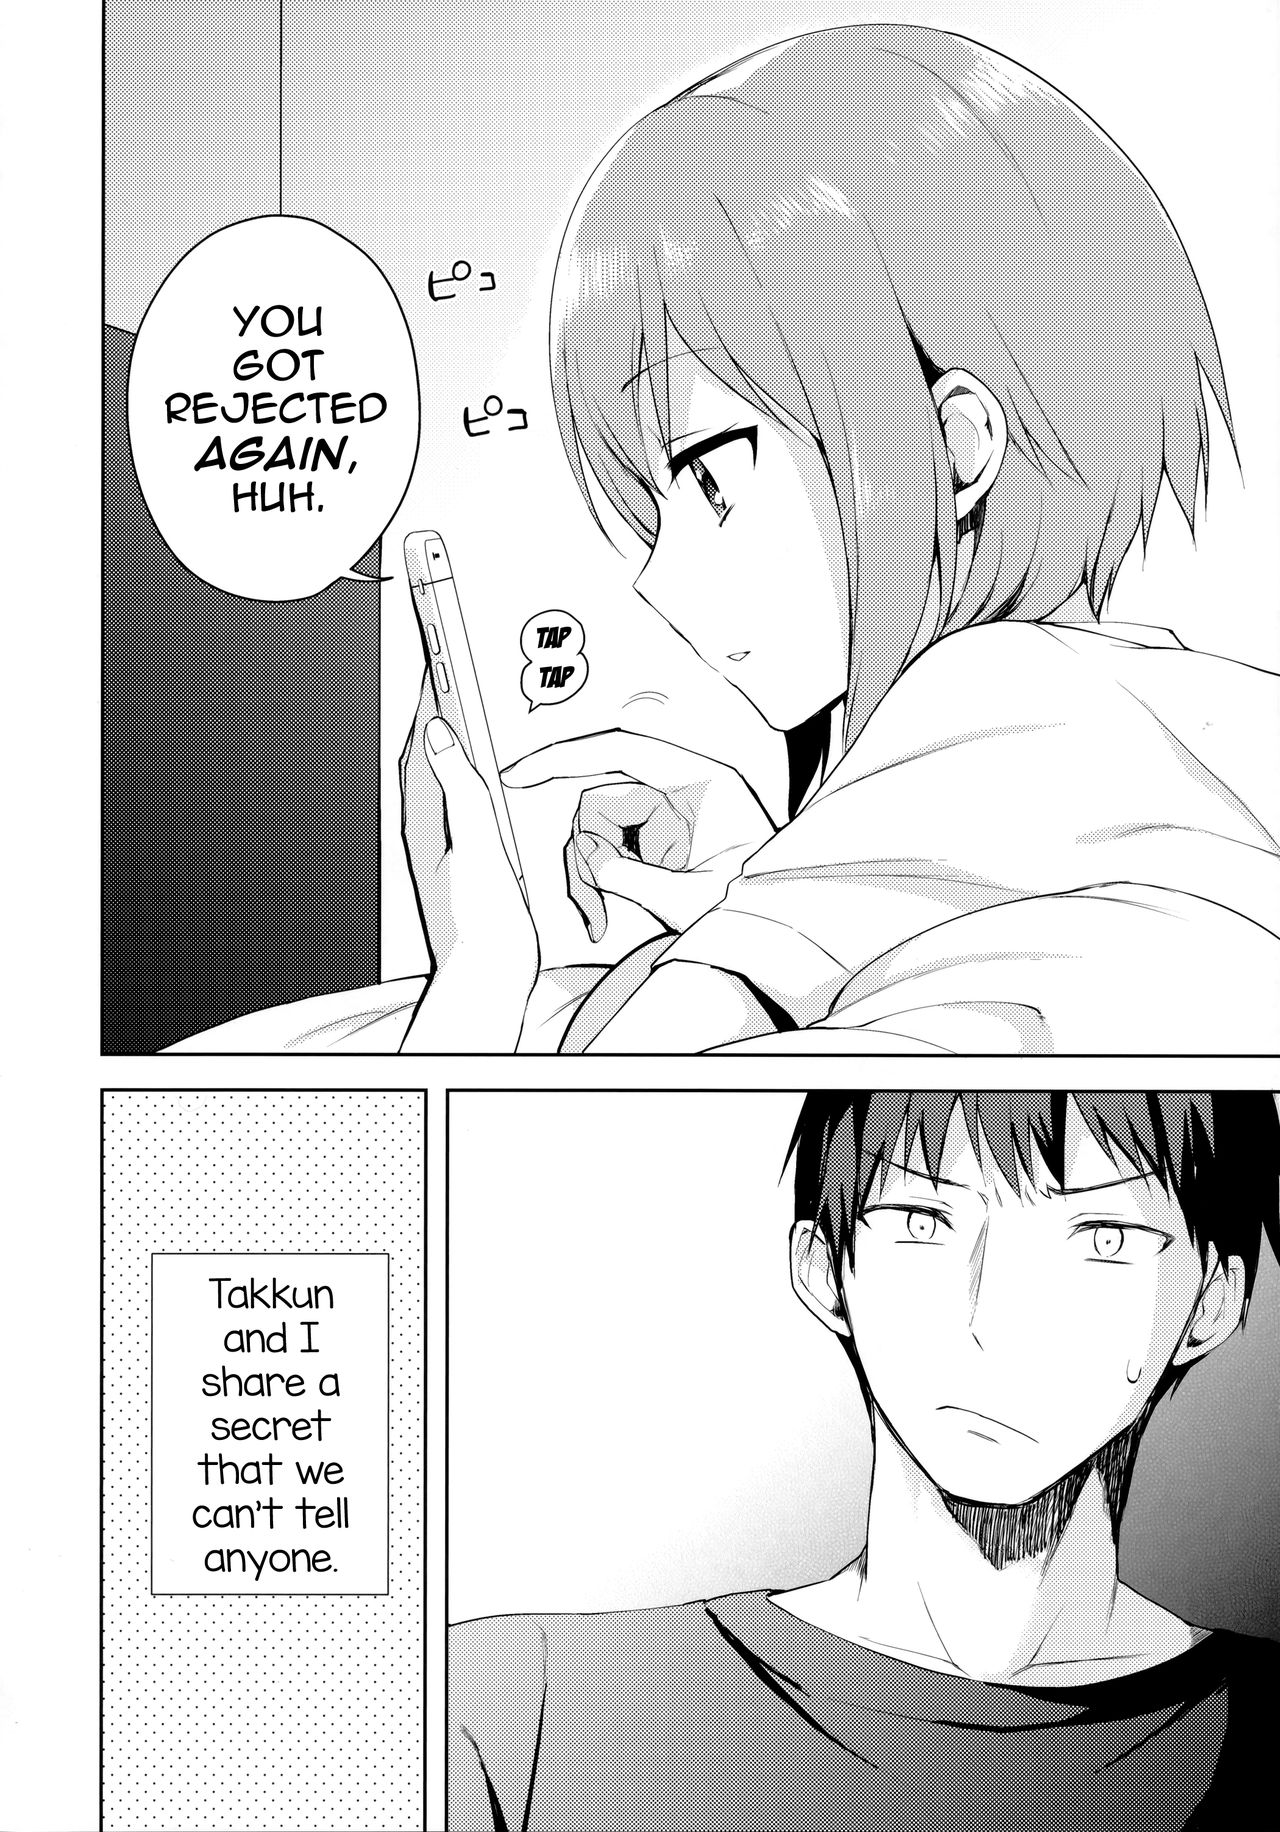 YOU
GOT
REJECTED
AGAIN,
HUH.
ピコ
ピコ
TAP
TAP
Takkun
and I
share a
secret
that we
can't tell
anyone.